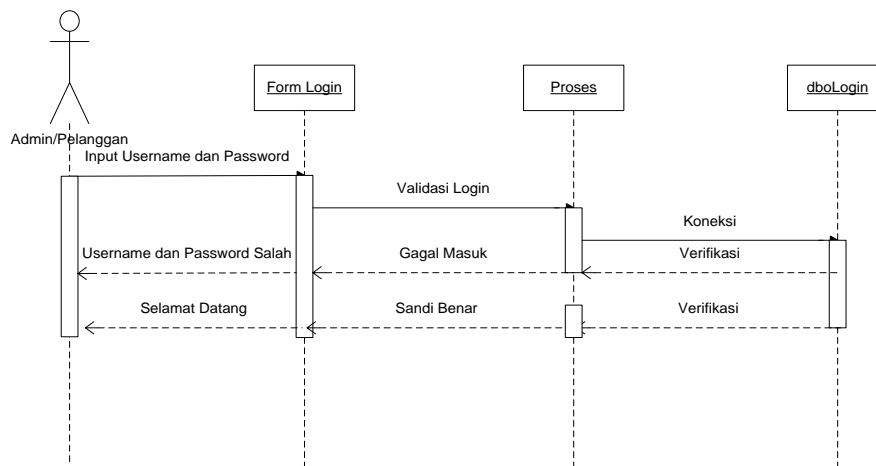 Form Login
Proses
dboLogin
Admin/Pelanggan
Input Username dan Password
Validasi Login
Koneksi
Username dan Password Salah
Gagal Masuk
Verifikasi
Selamat Datang
Sandi Benar
Verifikasi